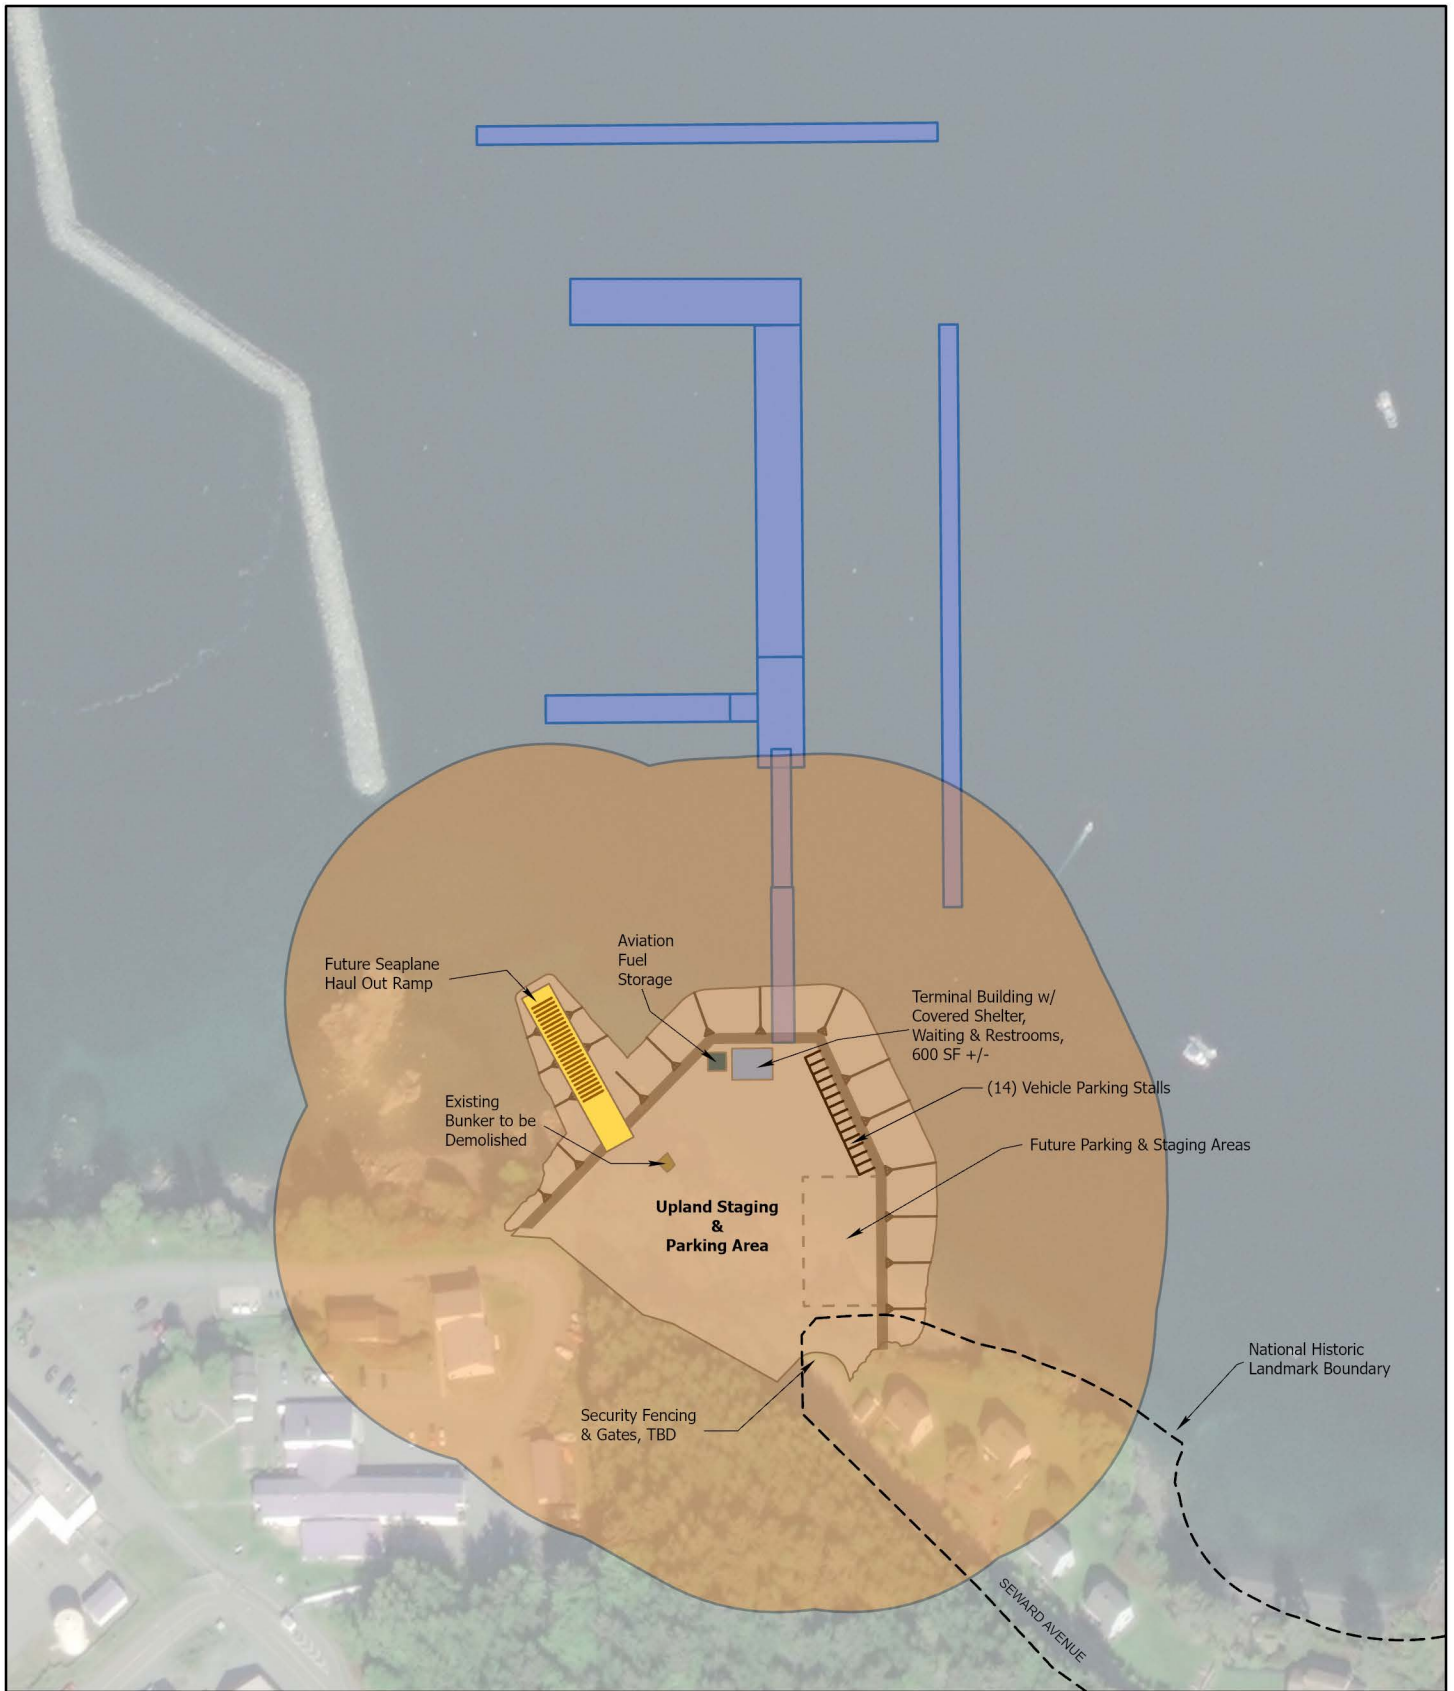 Aviation
Fuel
Storage
Future Seaplane
Haul Out Ramp
Terminal Building w/
Covered Shelter,
Waiting & Restrooms,
600 SF +/-
(14) Vehicle Parking Stalls
Existing
Bunker to be
Demolished
Future Parking & Staging Areas
Upland Staging
&
Parking Area
National Historic
Landmark Boundary
Security Fencing
& Gates, TBD
SEWARD AVENUE